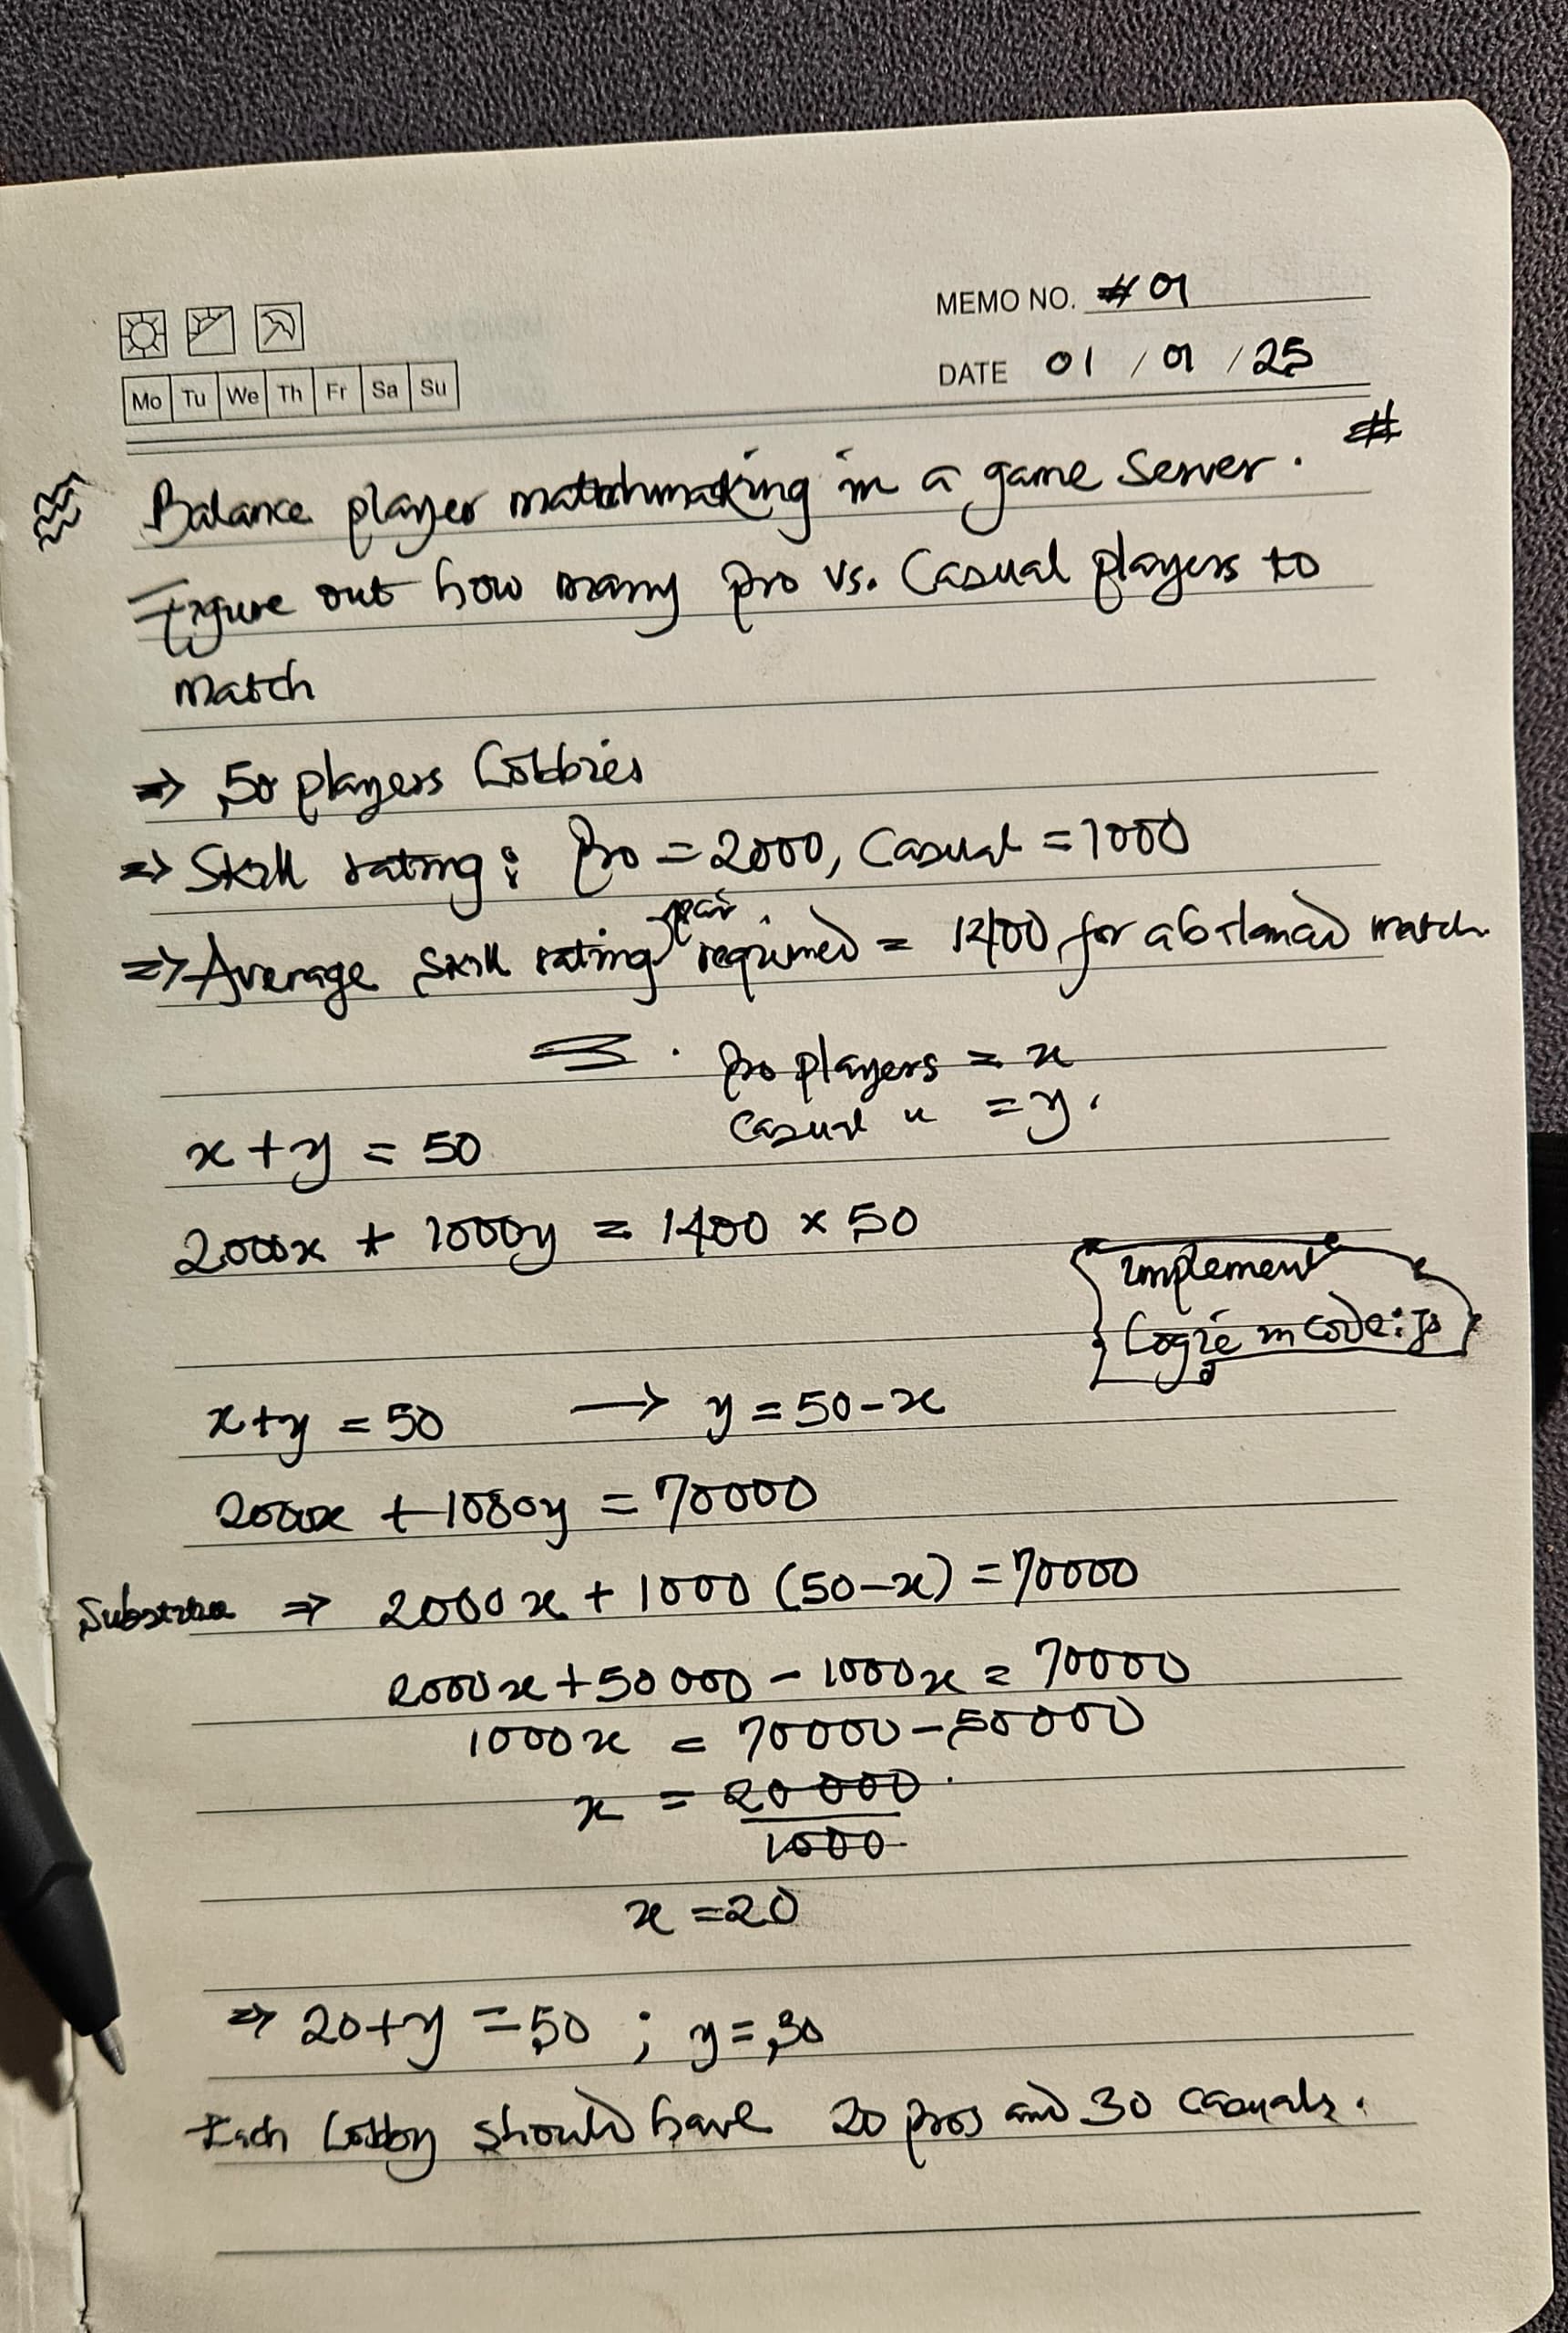 MEMO NO. #01
Mo Tu We Th Fr Sa Su
DATE 01 / 01 / 25
Balance player matchmaking in a game Server. #
Figure out how many pro vs. Casual players to
match
⇒ 50 players Lobbies
⇒ Skill rating: Pro = 2000, Casual = 1000
⇒ Average skill rating required = 1400 for a balanced match
Pro players = x
Casual " = y.
x + y = 50
2000x + 1000y = 1400 × 50
implement
Logic in code: js
x + y = 50 → y = 50 - x
2000x + 1000y = 70000
⇒ 2000x + 1000 (50 - x) = 70000
2000x + 50000 - 1000x = 70000
1000x = 70000 - 50000
x = 20000
1000
x = 20
⇒ 20 + y = 50 ; y = 30
Each Lobby should have 20 pros and 30 casuals.